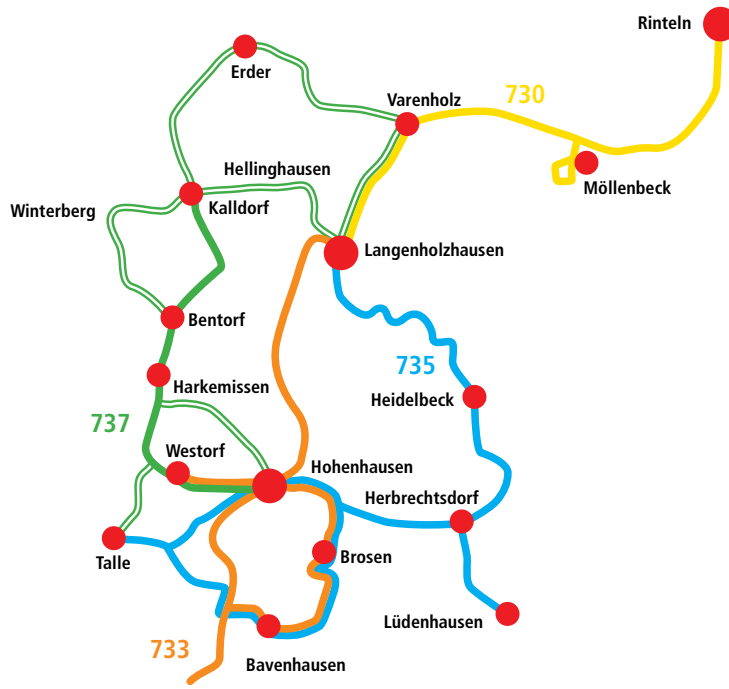 Rinteln
Erder
Varenholz
730
Möllenbeck
Hellinghausen
Winterberg
Kalldorf
Langenholzhausen
Bentorf
735
Harkemissen
Heidelbeck
737
Westorf
Hohenhausen
Herbrechtsdorf
Talle
Brosen
Lüdenhausen
733
Bavenhausen